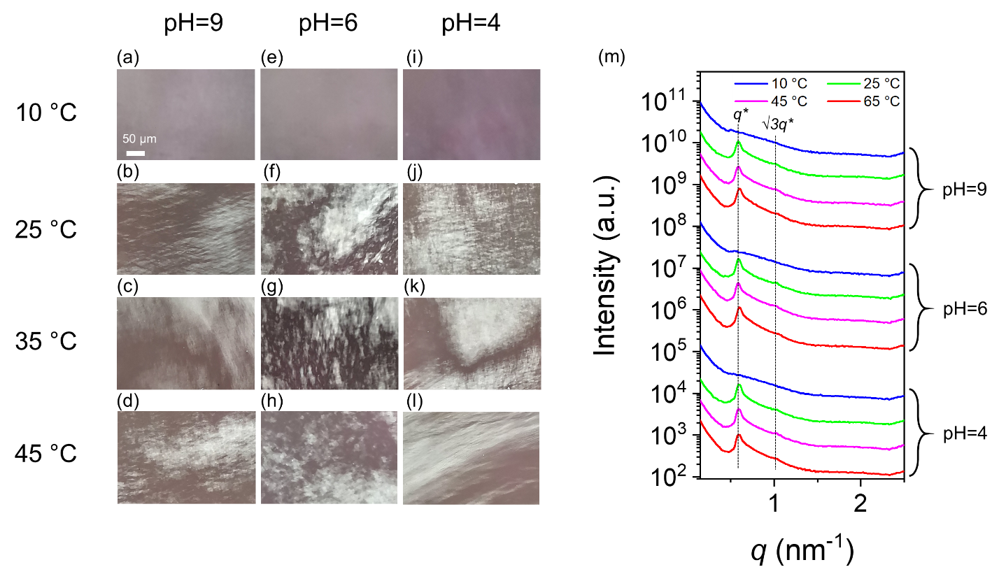 pH=9 pH=6 pH=4
(a) (e) (i)
10 °C
50 μm
(b) (f) (j)
25 °C
(c) (g) (k)
35 °C
(d) (h) (l)
45 °C
(m)
10 °C 25 °C
45 °C 65 °C
q* √3q*
10¹¹
10¹⁰
10⁹
10⁸
10⁷
10⁶
10⁵
10⁴
10³
10²
Intensity (a.u.)
pH=9
pH=6
pH=4
1 2
q (nm⁻¹)